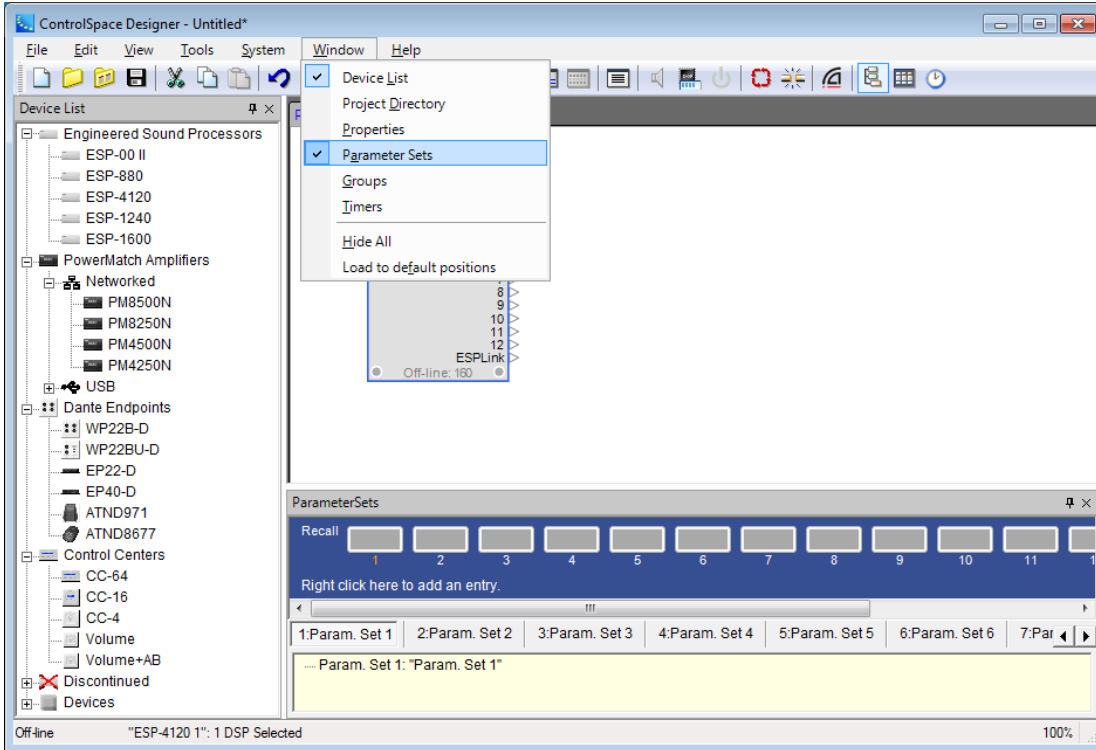 ControlSpace Designer - Untitled*
File Edit View Tools System Window Help
Device List
Engineered Sound Processors
ESP-00 II
ESP-880
ESP-4120
ESP-1240
ESP-1600
PowerMatch Amplifiers
Networked
PM8500N
PM8250N
PM4500N
PM4250N
USB
Dante Endpoints
WP22B-D
WP22BU-D
EP22-D
EP40-D
ATND971
ATND8677
Control Centers
CC-64
CC-16
CC-4
Volume
Volume+AB
Discontinued
Devices
Device List
Project Directory
Properties
Parameter Sets
Groups
Timers
Hide All
Load to default positions
8
9
10
11
12
ESPLink
Off-line: 160
ParameterSets
Recall
1 2 3 4 5 6 7 8 9 10 11
Right click here to add an entry.
1:Param. Set 1 2:Param. Set 2 3:Param. Set 3 4:Param. Set 4 5:Param. Set 5 6:Param. Set 6 7:Par
Param. Set 1: "Param. Set 1"
Off-line "ESP-4120 1": 1 DSP Selected 100%